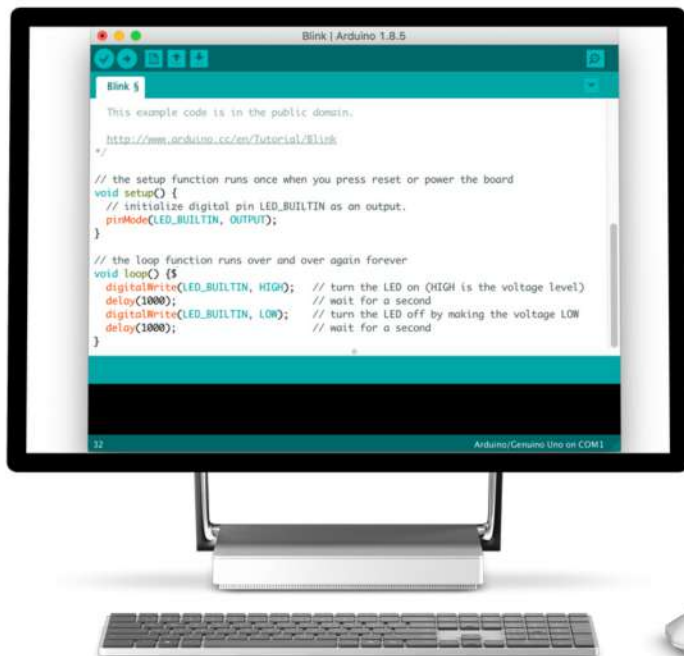 Blink | Arduino 1.8.5
Blink §
This example code is in the public domain.
http://www.arduino.cc/en/Tutorial/Blink
*/
// the setup function runs once when you press reset or power the board
void setup() {
// initialize digital pin LED_BUILTIN as an output.
pinMode(LED_BUILTIN, OUTPUT);
}
// the loop function runs over and over again forever
void loop() {$
digitalWrite(LED_BUILTIN, HIGH); // turn the LED on (HIGH is the voltage level)
delay(1000); // wait for a second
digitalWrite(LED_BUILTIN, LOW); // turn the LED off by making the voltage LOW
delay(1000); // wait for a second
}
32 Arduino/Genuino Uno on COM1